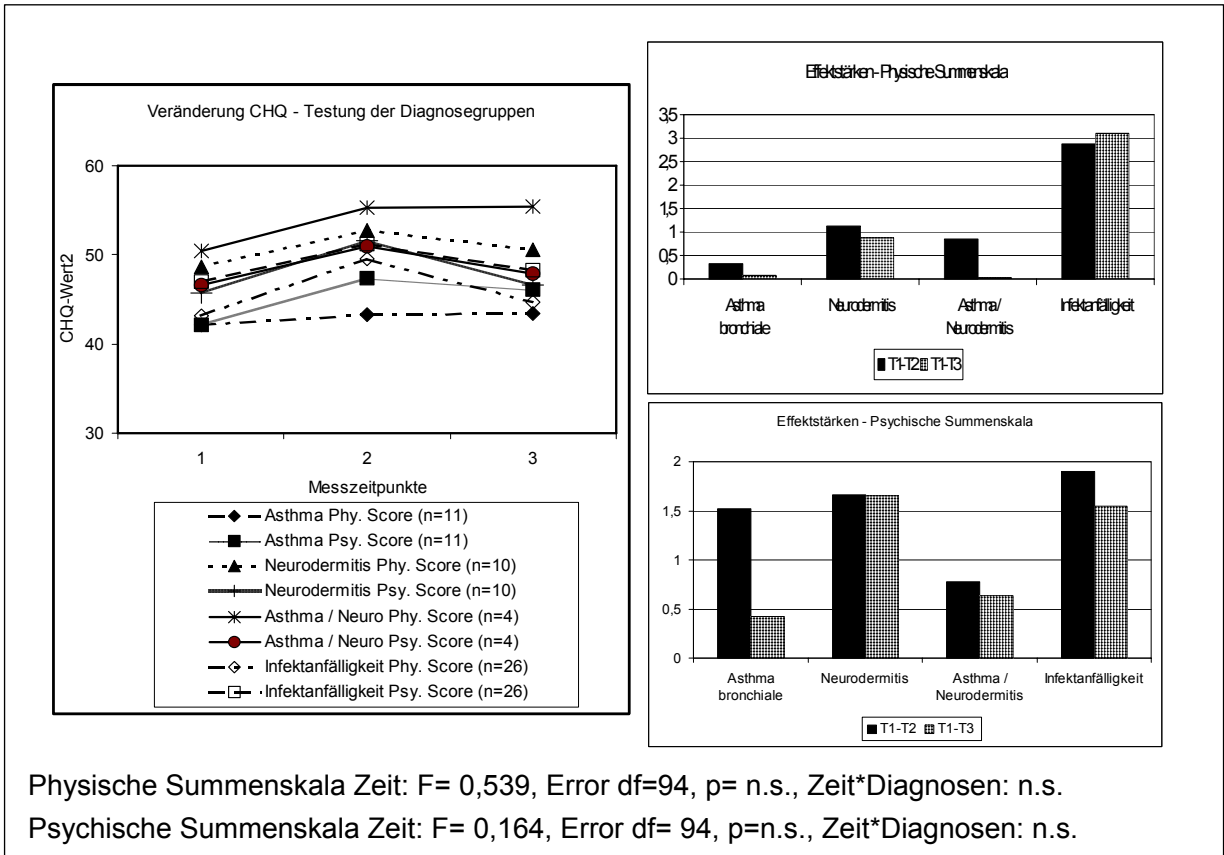 Veränderung CHQ - Testung der Diagnosegruppen
CHQ-Wert2
60
50
40
30
1 2 3
Messzeitpunkte
Asthma Phy. Score (n=11)
Asthma Psy. Score (n=11)
Neurodermitis Phy. Score (n=10)
Neurodermitis Psy. Score (n=10)
Asthma / Neuro Phy. Score (n=4)
Asthma / Neuro Psy. Score (n=4)
Infektanfälligkeit Phy. Score (n=26)
Infektanfälligkeit Psy. Score (n=26)
Effektstärken - Physische Summenskala
3,5
3
2,5
2
1,5
1
0,5
0
Asthma Neurodermitis Asthma / Infektanfälligkeit
bronchiale Neurodermitis
T1-T2 T1-T3
Effektstärken - Psychische Summenskala
2
1,5
1
0,5
0
Asthma Neurodermitis Asthma / Infektanfälligkeit
bronchiale Neurodermitis
T1-T2 T1-T3
Physische Summenskala Zeit: F= 0,539, Error df=94, p= n.s., Zeit*Diagnosen: n.s.
Psychische Summenskala Zeit: F= 0,164, Error df= 94, p=n.s., Zeit*Diagnosen: n.s.